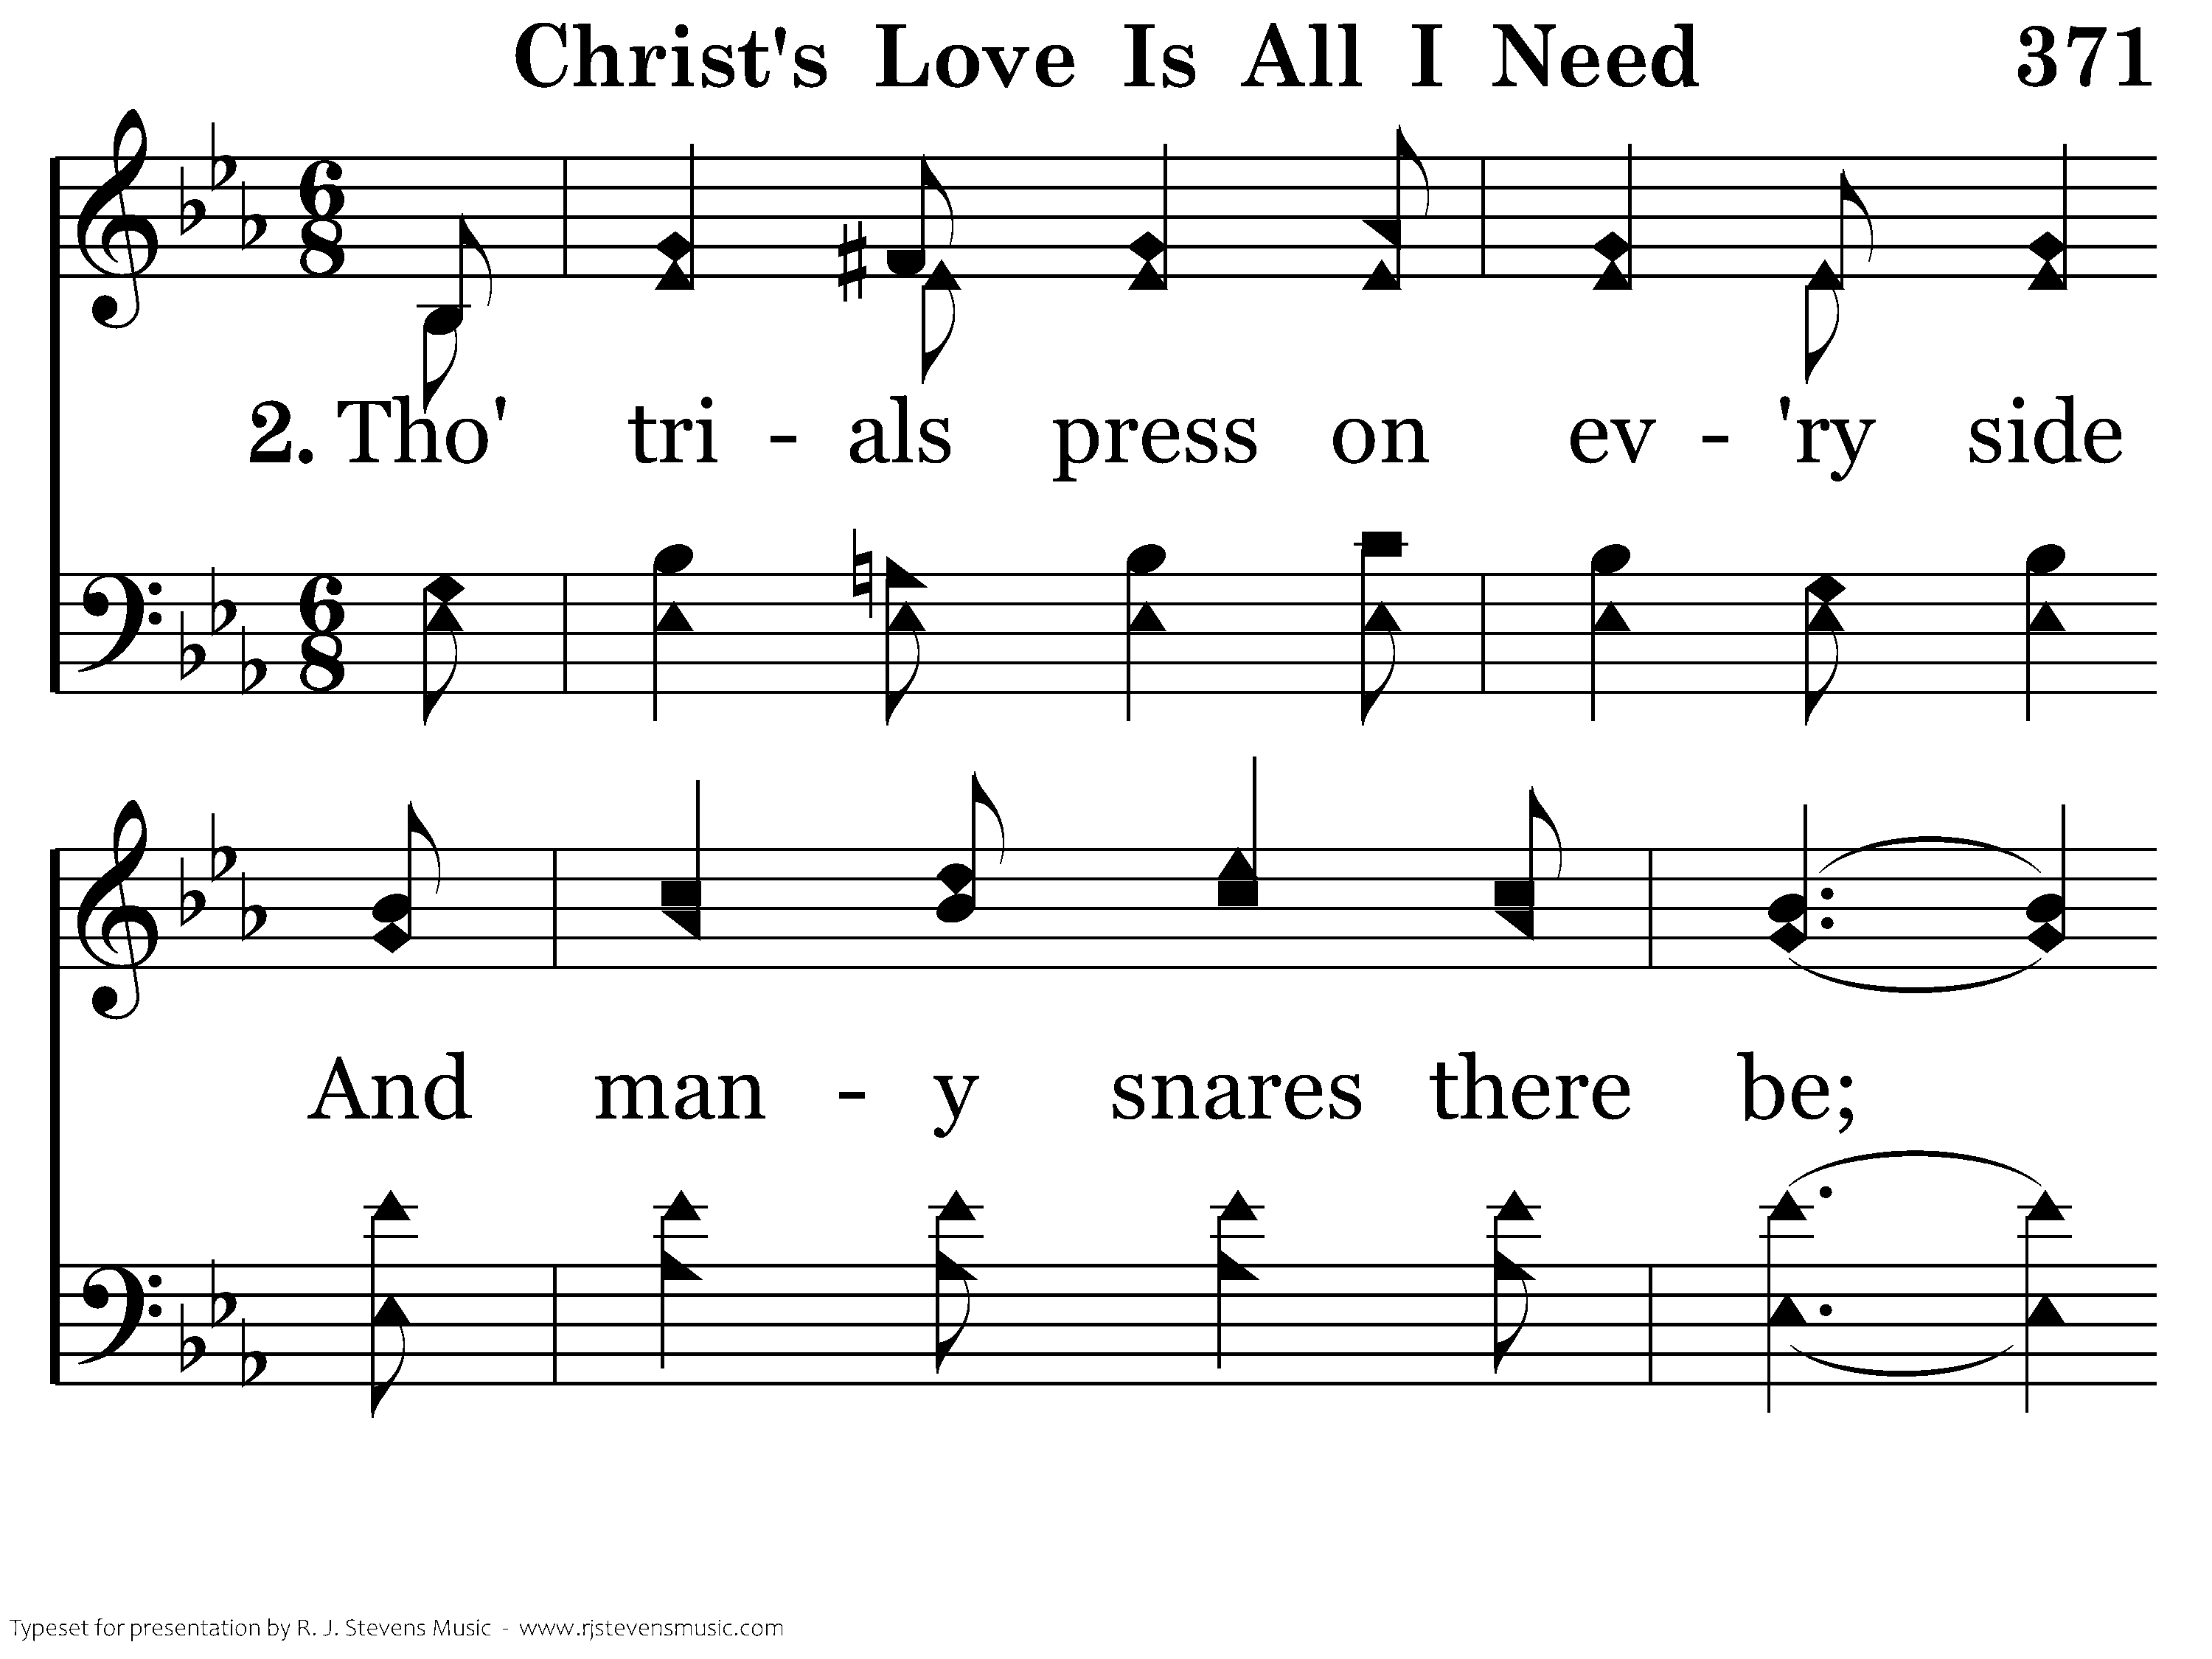 Christ's Love Is All I Need 371
2. Tho' tri - als press on ev - 'ry side
And man - y snares there be;
Typeset for presentation by R. J. Stevens Music - www.rjstevensmusic.com